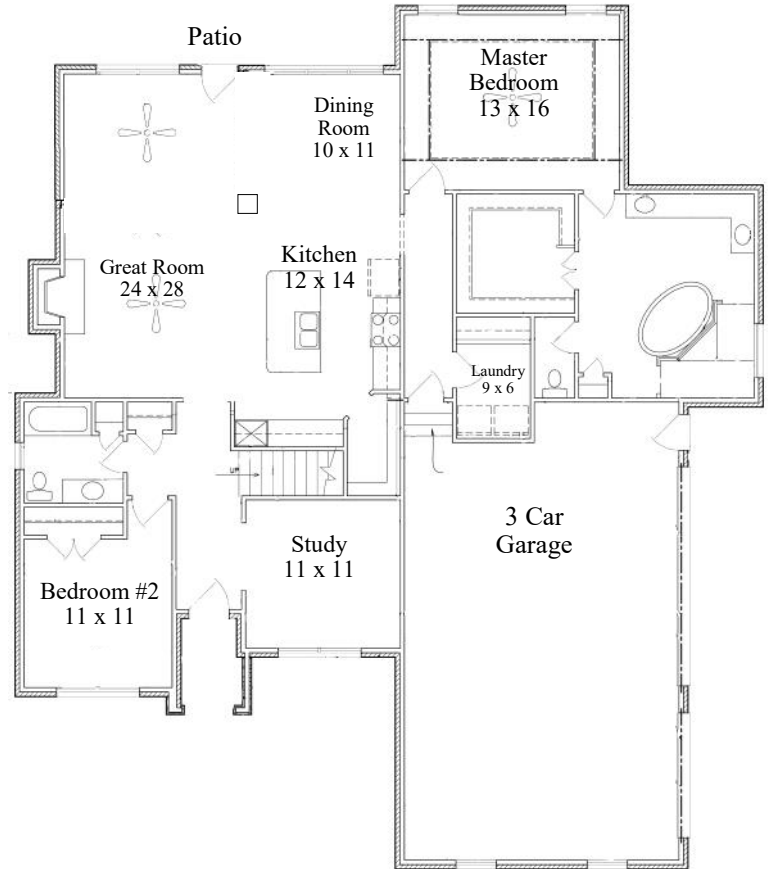 Patio
Master
Bedroom
13 x 16
Dining
Room
10 x 11
Great Room
24 x 28
Kitchen
12 x 14
Laundry
9 x 6
UP
3 Car
Garage
Study
11 x 11
Bedroom #2
11 x 11